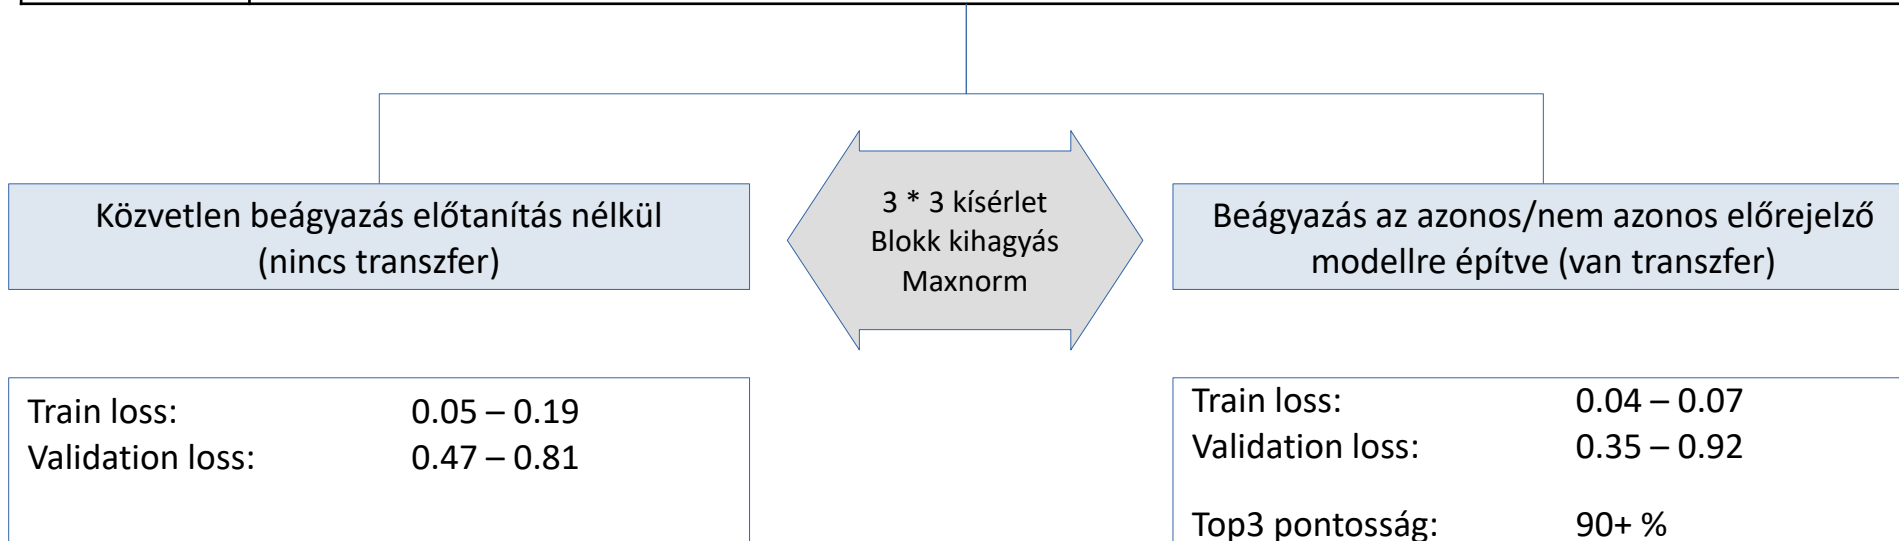 Közvetlen beágyazás előtanítás nélkül
(nincs transzfer)
3 * 3 kísérlet
Blokk kihagyás
Maxnorm
Beágyazás az azonos/nem azonos előrejelző
modellre építve (van transzfer)
Train loss: 0.05 – 0.19
Validation loss: 0.47 – 0.81
Train loss: 0.04 – 0.07
Validation loss: 0.35 – 0.92
Top3 pontosság: 90+ %